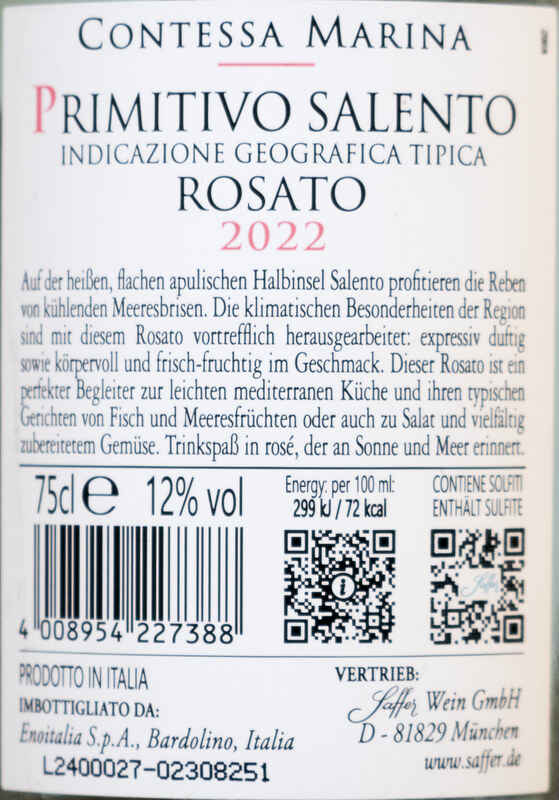 CONTESSA MARINA
PRIMITIVO SALENTO
INDICAZIONE GEOGRAFICA TIPICA
ROSATO
2022
Auf der heißen, flachen apulischen Halbinsel Salento profitieren die Reben
von kühlenden Meeresbrisen. Die klimatischen Besonderheiten der Region
sind mit diesem Rosato vortrefflich herausgearbeitet: expressiv duftig
sowie körpervoll und frisch-fruchtig im Geschmack. Dieser Rosato ist ein
perfekter Begleiter zur leichten mediterranen Küche und ihren typischen
Gerichten von Fisch und Meeresfrüchten oder auch zu Salat und vielfältig
zubereitetem Gemüse. Trinkspaß in rosé, der an Sonne und Meer erinnert.
75cl e 12% vol
Energy: per 100 ml:
299 kJ / 72 kcal
CONTIENE SOLFITI
ENTHÄLT SULFITE
i
Saffer
4 008954 227388
PRODOTTO IN ITALIA
IMBOTTIGLIATO DA:
Enoitalia S.p.A., Bardolino, Italia
L2400027-02308251
VERTRIEB:
Saffer Wein GmbH
D - 81829 München
www.saffer.de